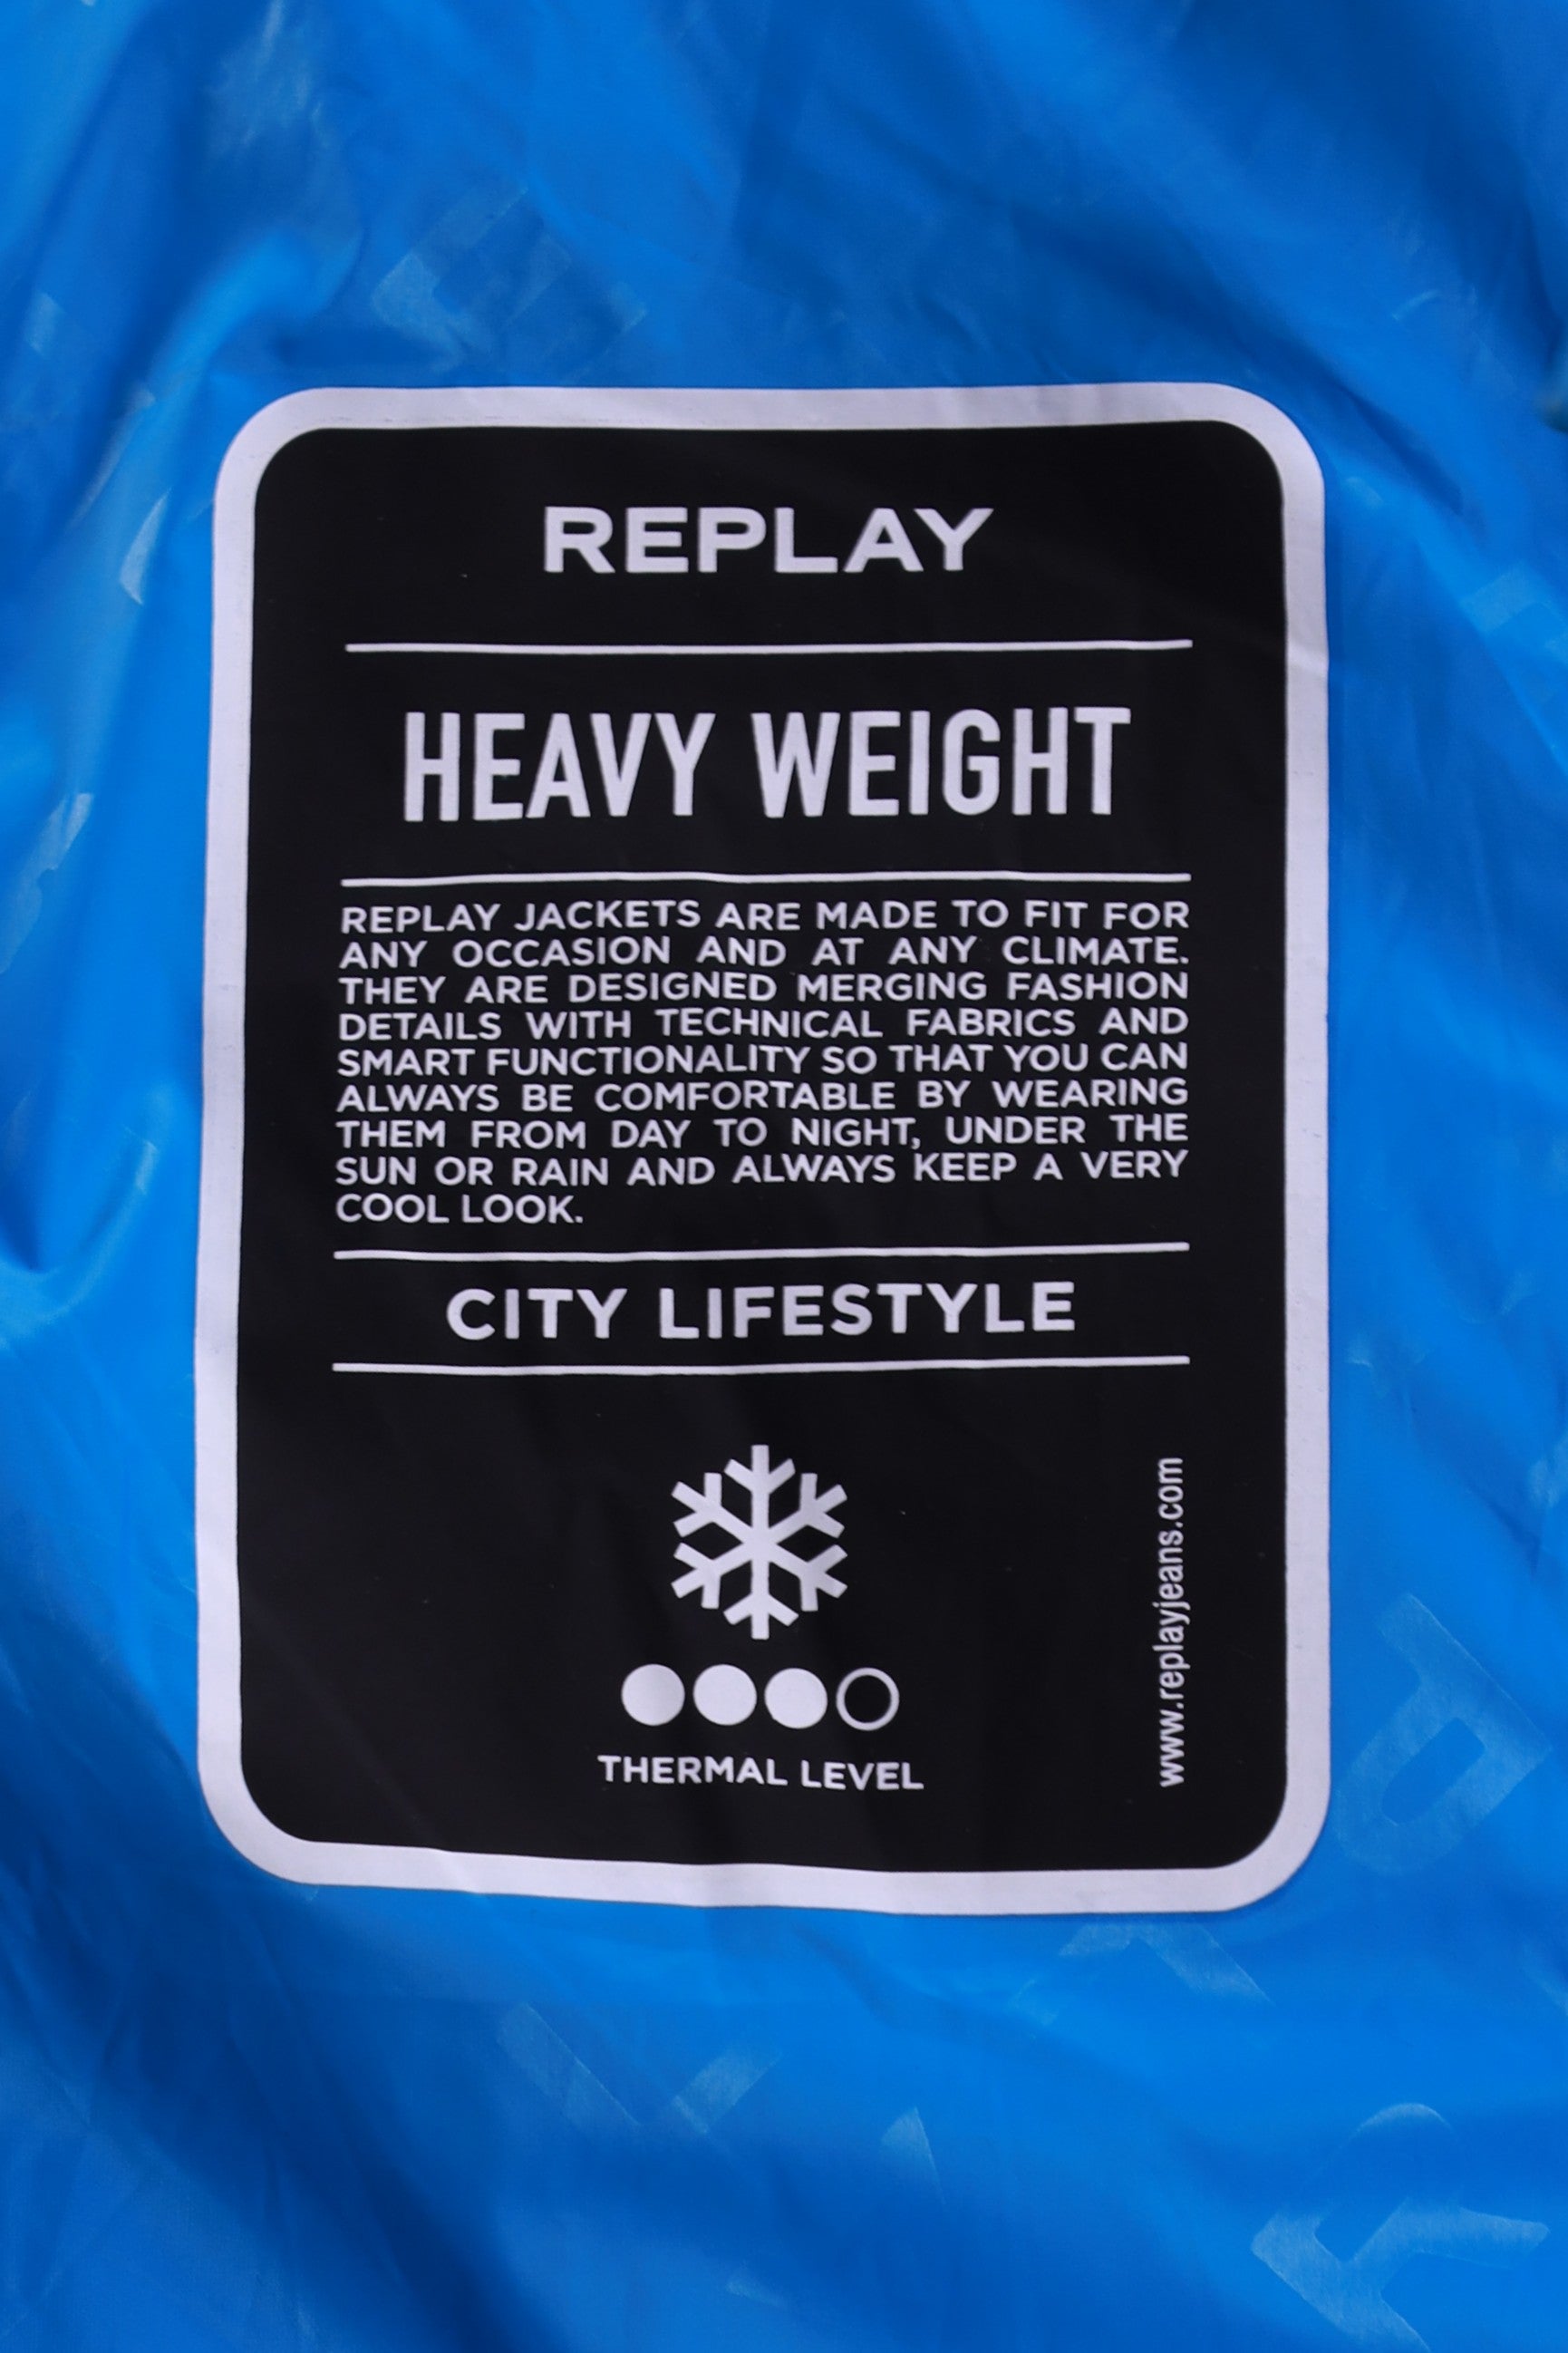 REPLAY
HEAVY WEIGHT
REPLAY JACKETS ARE MADE TO FIT FOR
ANY OCCASION AND AT ANY CLIMATE.
THEY ARE DESIGNED MERGING FASHION
DETAILS WITH TECHNICAL FABRICS AND
SMART FUNCTIONALITY SO THAT YOU CAN
ALWAYS BE COMFORTABLE BY WEARING
THEM FROM DAY TO NIGHT, UNDER THE
SUN OR RAIN AND ALWAYS KEEP A VERY
COOL LOOK.
CITY LIFESTYLE
THERMAL LEVEL
www.replayjeans.com